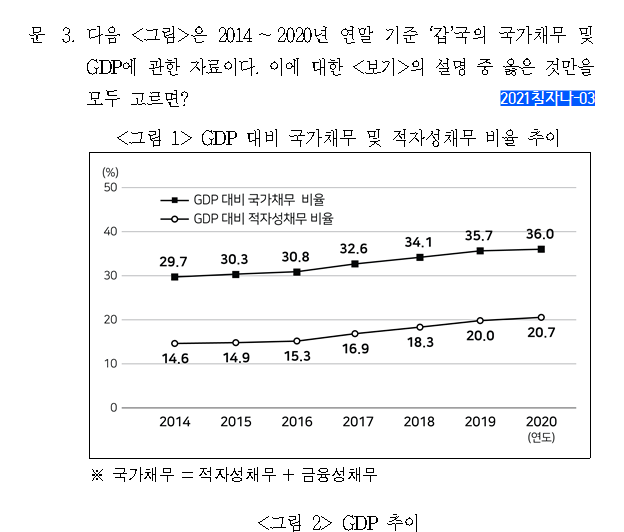 문 3. 다음 <그림>은 2014 ~ 2020년 연말 기준 ‘갑’국의 국가채무 및
GDP에 관한 자료이다. 이에 대한 <보기>의 설명 중 옳은 것만을
모두 고르면?
2021칠자나-03
<그림 1> GDP 대비 국가채무 및 적자성채무 비율 추이
(%)
50
GDP 대비 국가채무 비율
GDP 대비 적자성채무 비율
40
29.7 30.3 30.8 32.6 34.1 35.7 36.0
30
20
14.6 14.9 15.3 16.9 18.3 20.0 20.7
10
0
2014 2015 2016 2017 2018 2019 2020
(연도)
※ 국가채무 = 적자성채무 + 금융성채무
<그림 2> GDP 추이